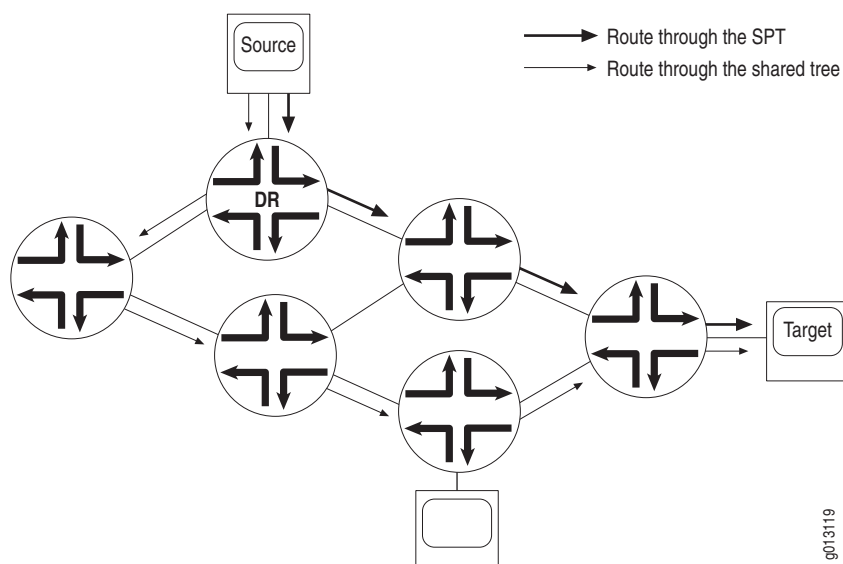 Source
Route through the SPT
Route through the shared tree
DR
Target
g013119